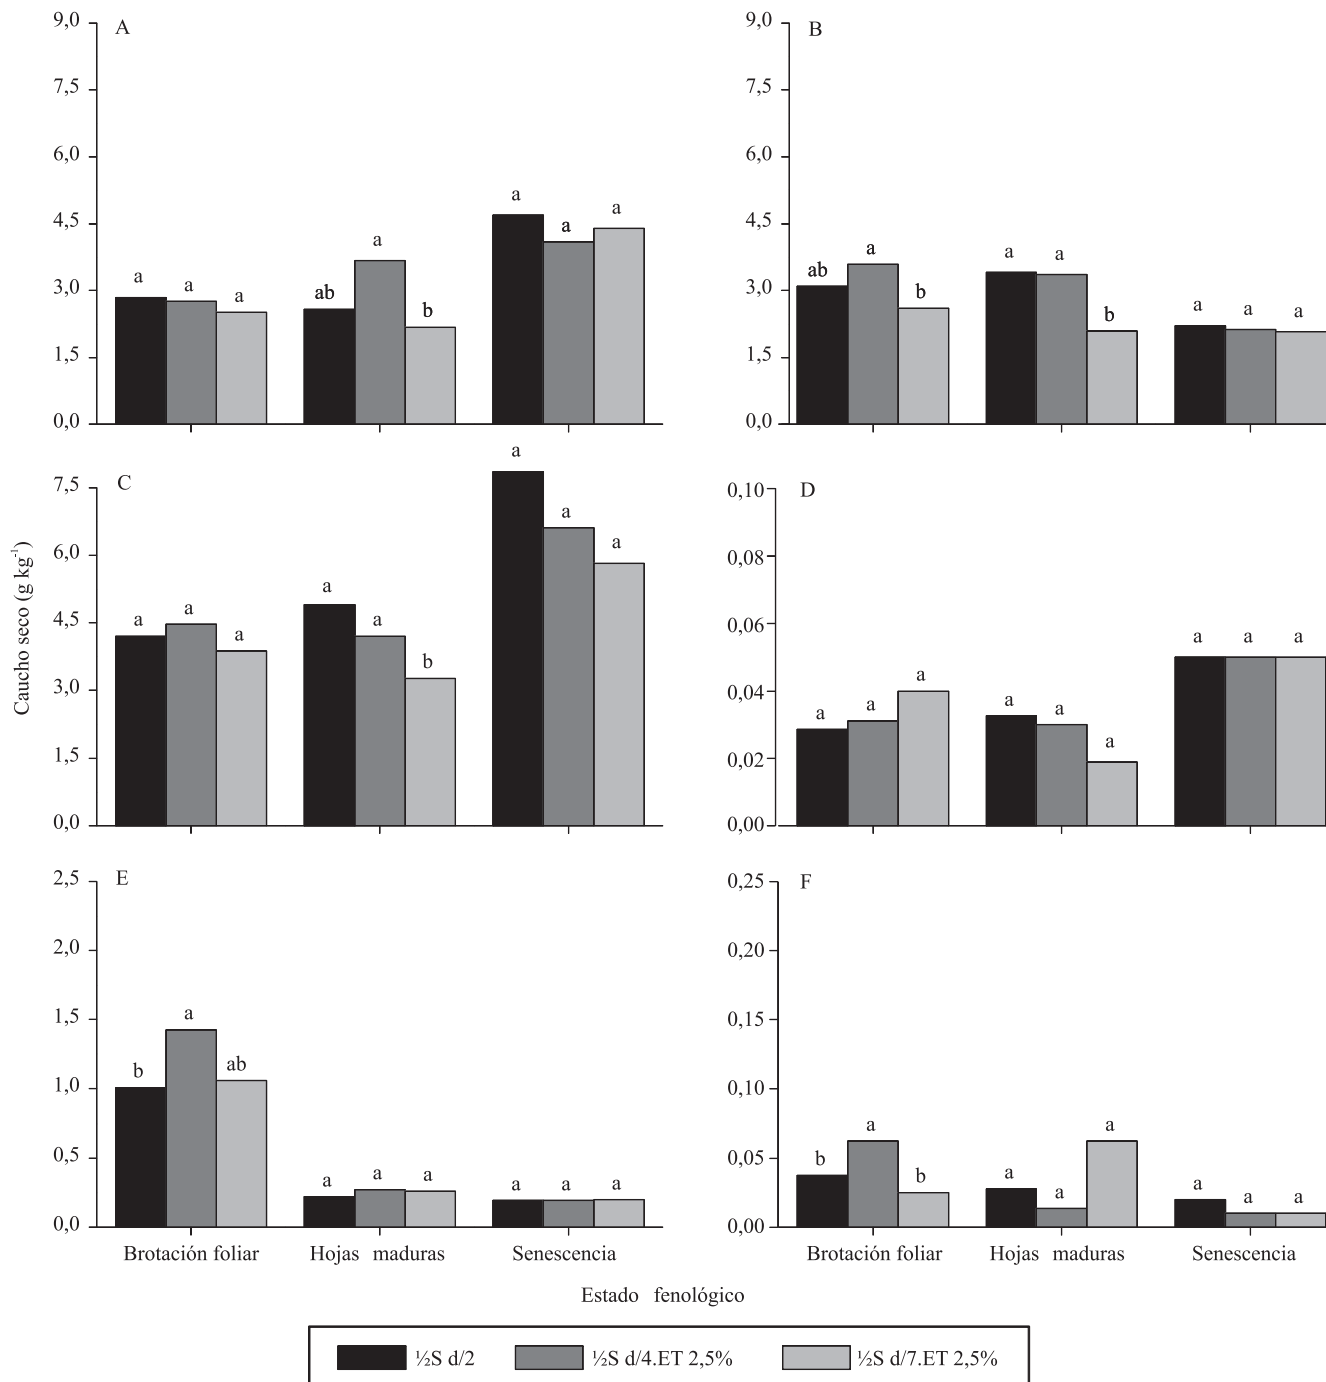 A
9,0
7,5
6,0
4,5
3,0
1,5
0,0
a a a
ab a b
a a a
B
9,0
7,5
6,0
4,5
3,0
1,5
0,0
ab a b
a a b
a a a
Caucho seco (g kg-1)
C
7,5
6,0
4,5
3,0
1,5
0,0
a a a
a a b
a a a
D
0,10
0,08
0,06
0,04
0,02
0,00
a a a
a a a
a a a
E
2,5
2,0
1,5
1,0
0,5
0,0
b a ab
a a a
a a a
Brotación foliar Hojas maduras Senescencia
F
0,25
0,20
0,15
0,10
0,05
0,00
b a b
a a a
a a a
Brotación foliar Hojas maduras Senescencia
Estado fenológico
½S d/2 ½S d/4.ET 2,5% ½S d/7.ET 2,5%